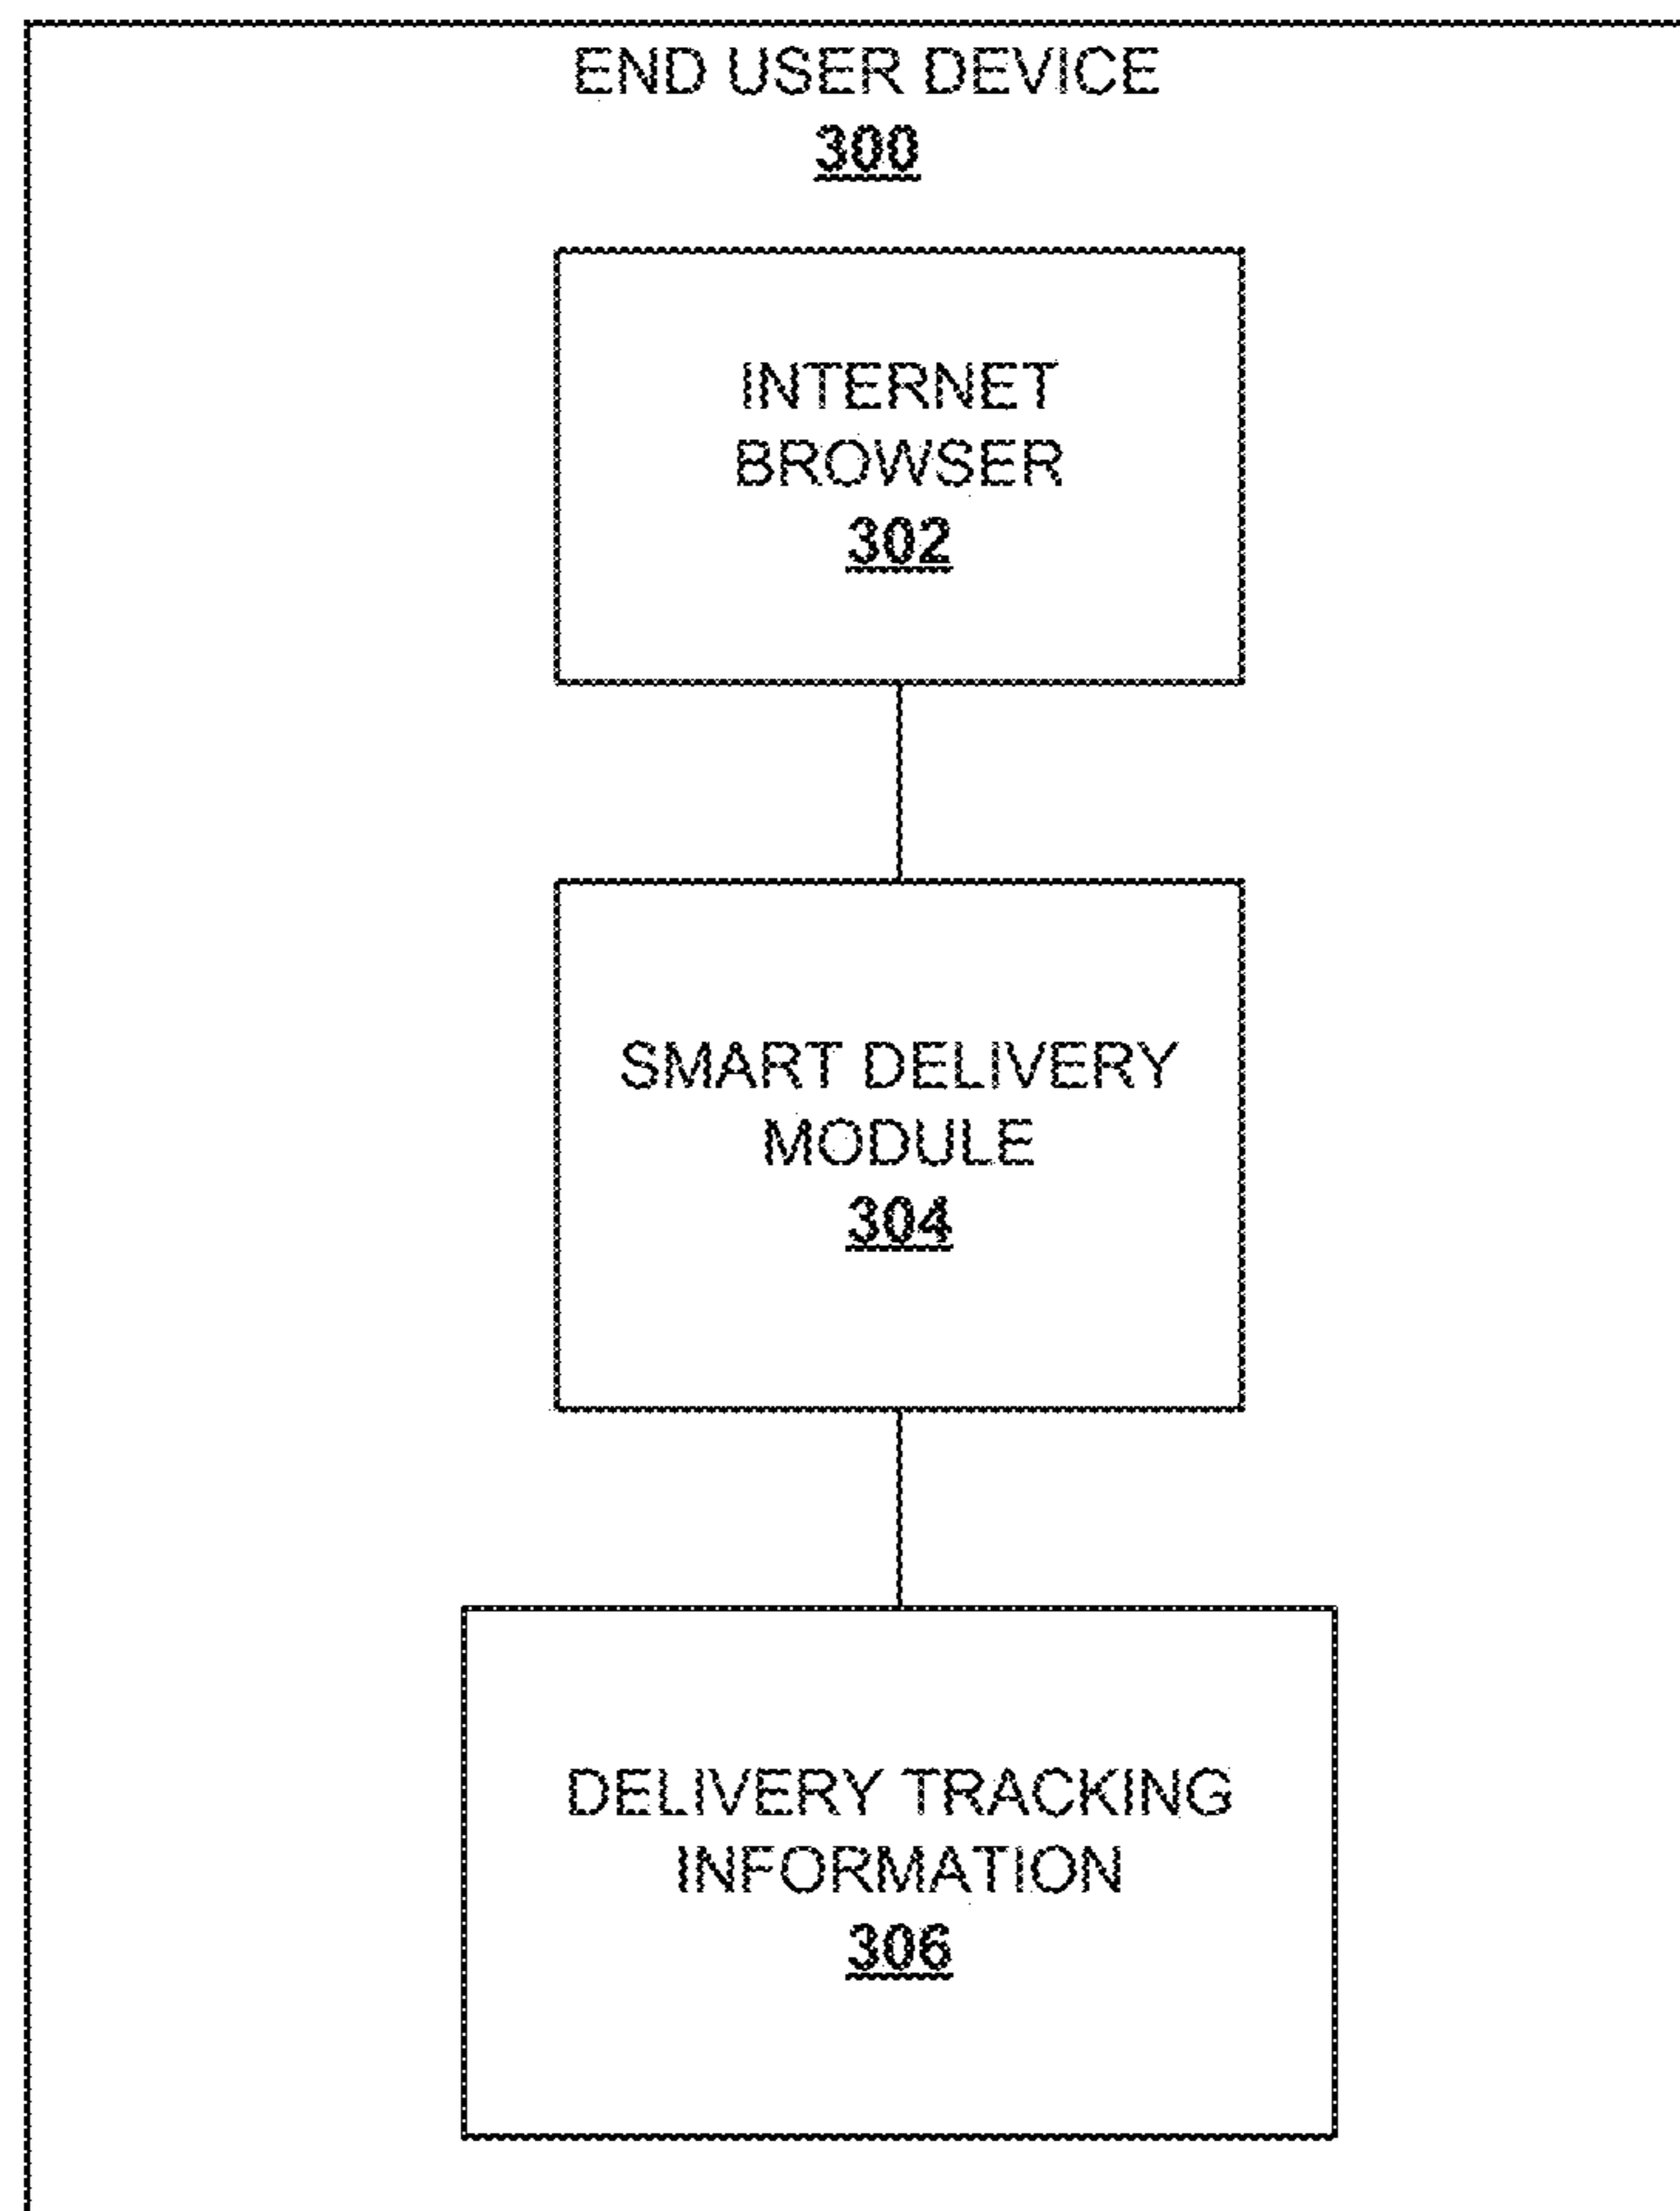 END USER DEVICE
300
INTERNET
BROWSER
302
SMART DELIVERY
MODULE
304
DELIVERY TRACKING
INFORMATION
306